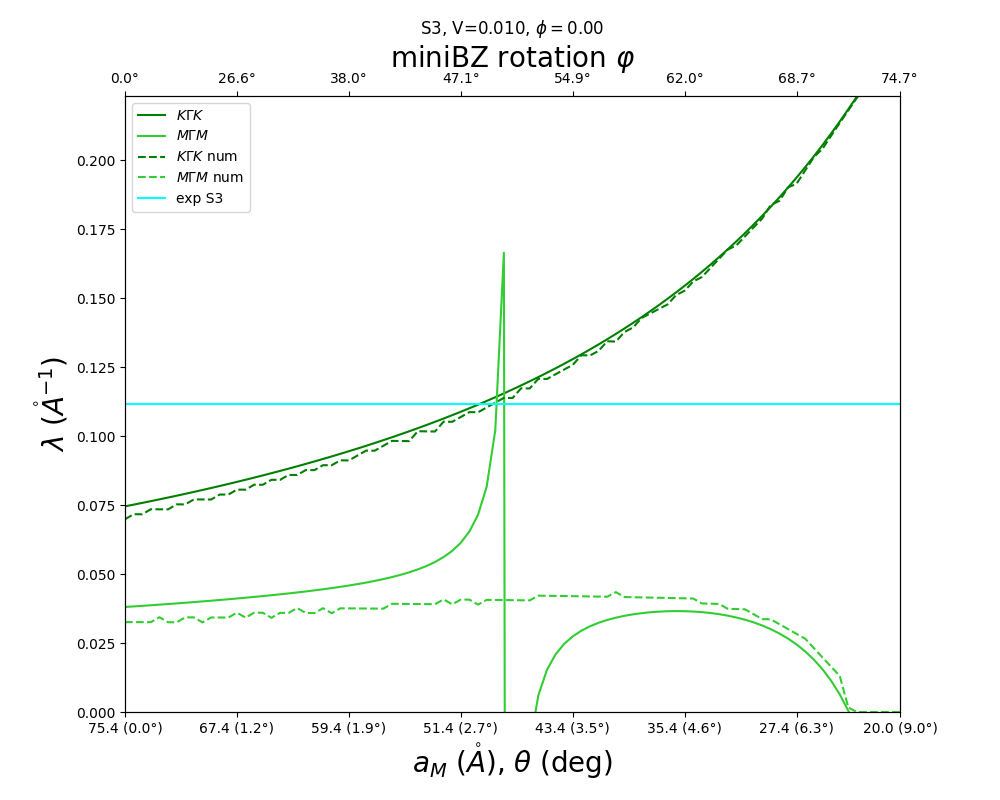 S3, V=0.010, ϕ = 0.00
miniBZ rotation φ
0.0° 26.6° 38.0° 47.1° 54.9° 62.0° 68.7° 74.7°
KΓK
MΓM
KΓK num
MΓM num
exp S3
0.200
0.175
0.150
0.125
0.100
0.075
0.050
0.025
0.000
λ (Å⁻¹)
75.4 (0.0°) 67.4 (1.2°) 59.4 (1.9°) 51.4 (2.7°) 43.4 (3.5°) 35.4 (4.6°) 27.4 (6.3°) 20.0 (9.0°)
a_M (Å), θ (deg)